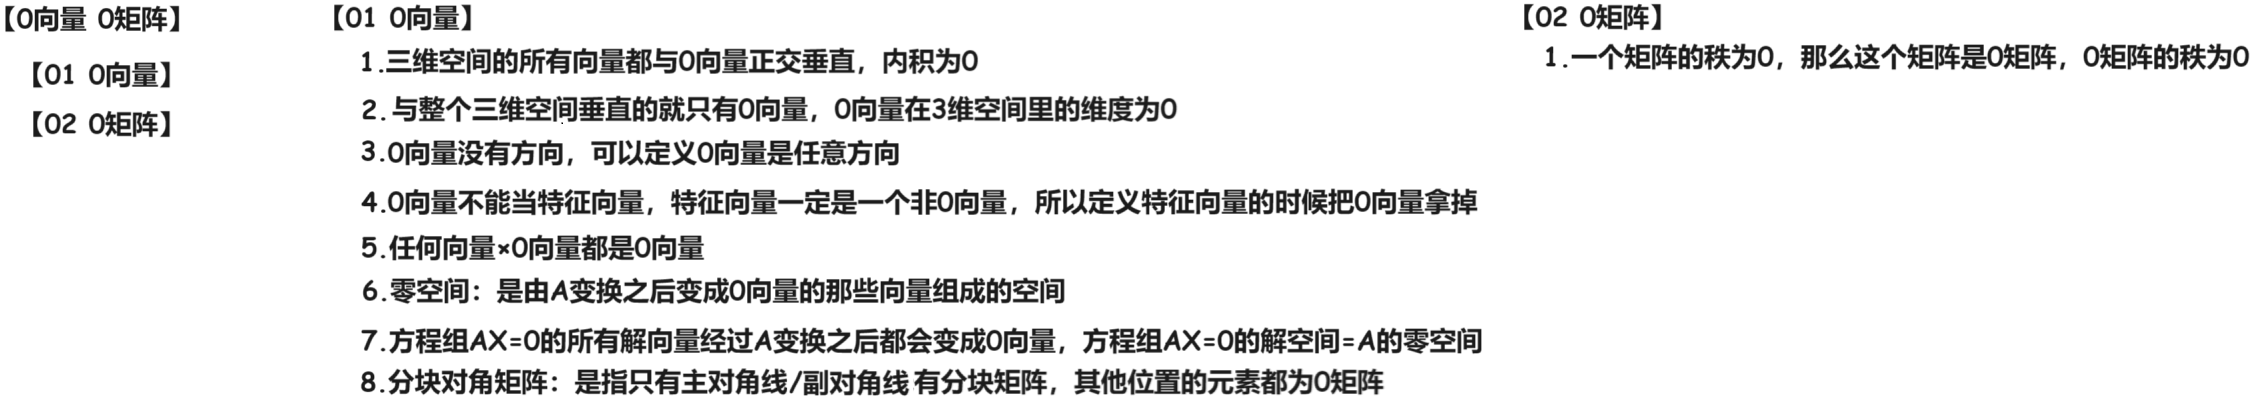 【0向量 0矩阵】
【01 0向量】
【02 0矩阵】
【01 0向量】
1.三维空间的所有向量都与0向量正交垂直，内积为0
2.与整个三维空间垂直的就只有0向量，0向量在3维空间里的维度为0
3.0向量没有方向，可以定义0向量是任意方向
4.0向量不能当特征向量，特征向量一定是一个非0向量，所以定义特征向量的时候把0向量拿掉
5.任何向量×0向量都是0向量
6.零空间：是由A变换之后变成0向量的那些向量组成的空间
7.方程组AX=0的所有解向量经过A变换之后都会变成0向量，方程组AX=0的解空间=A的零空间
8.分块对角矩阵：是指只有主对角线/副对角线有分块矩阵，其他位置的元素都为0矩阵
【02 0矩阵】
1.一个矩阵的秩为0，那么这个矩阵是0矩阵，0矩阵的秩为0